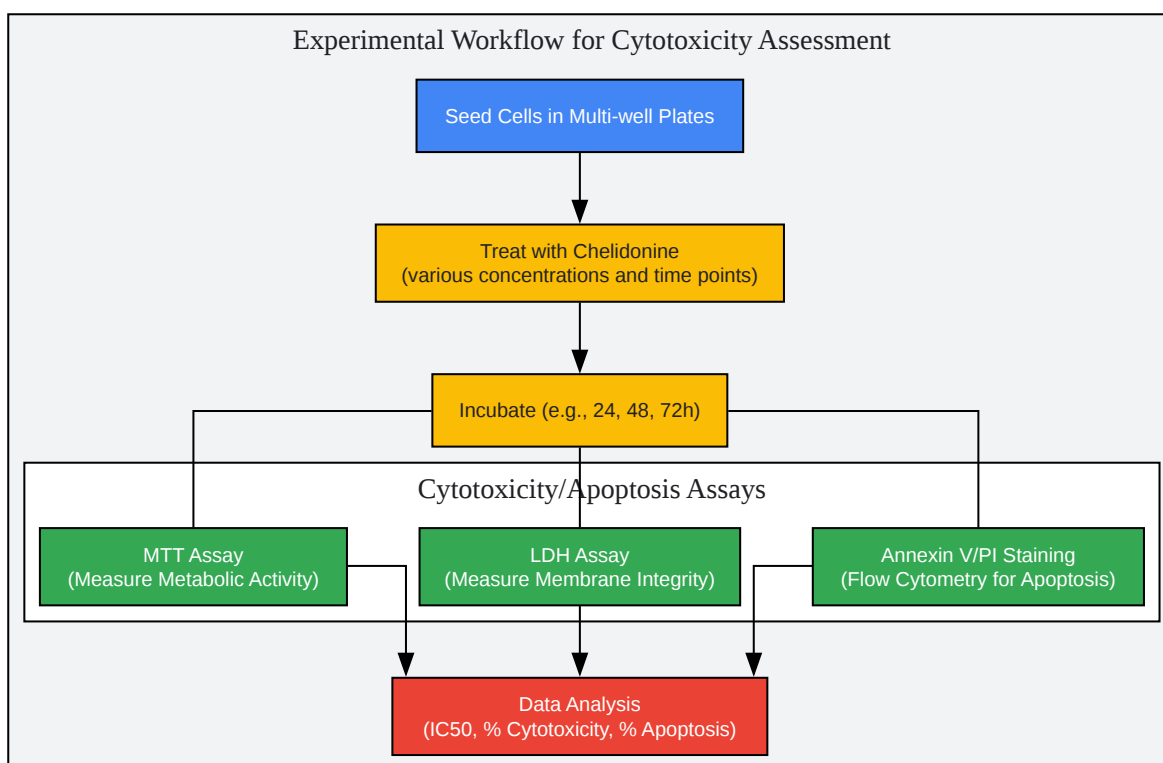 Experimental Workflow for Cytotoxicity Assessment
Seed Cells in Multi-well Plates
Treat with Chelidonine
(various concentrations and time points)
Incubate (e.g., 24, 48, 72h)
Cytotoxicity/Apoptosis Assays
MTT Assay
(Measure Metabolic Activity)
LDH Assay
(Measure Membrane Integrity)
Annexin V/PI Staining
(Flow Cytometry for Apoptosis)
Data Analysis
(IC50, % Cytotoxicity, % Apoptosis)